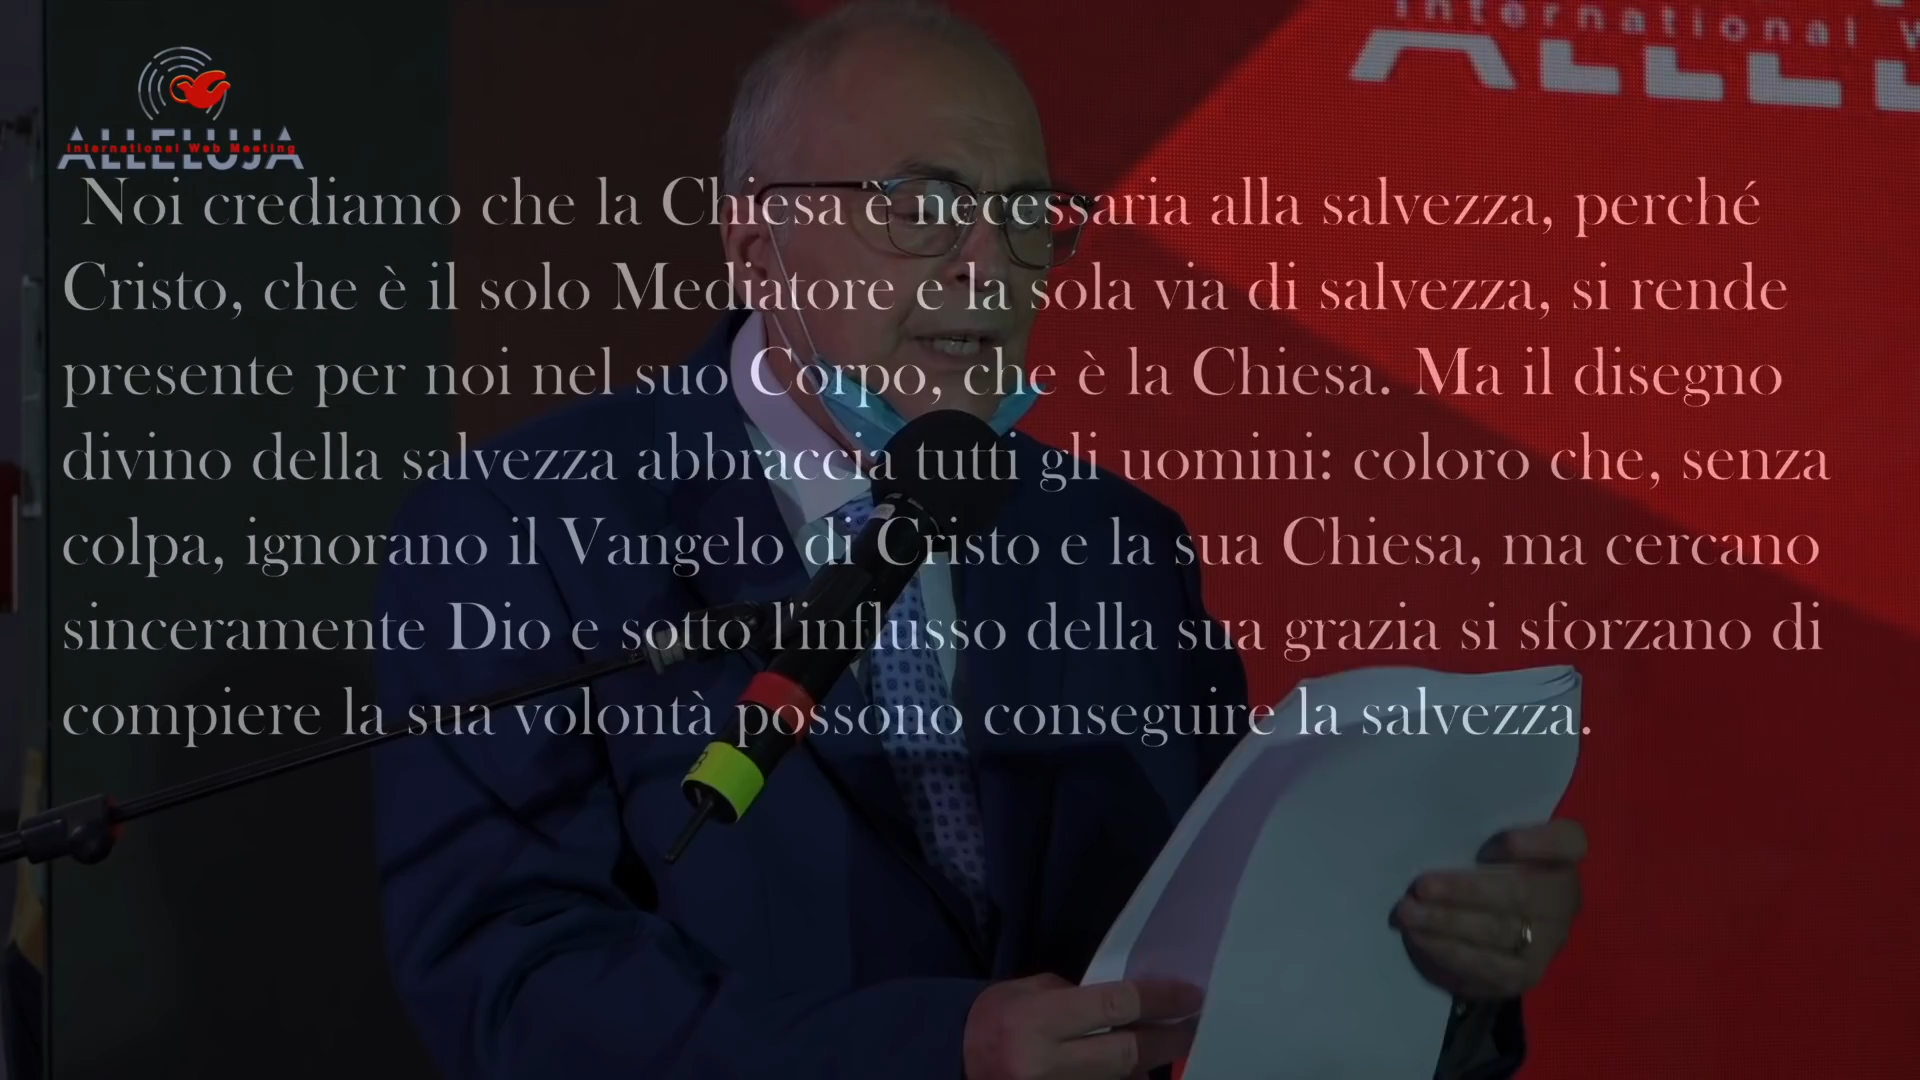 International W
ALLELU
ALLELUJA
International Web Meeting
Noi crediamo che la Chiesa è necessaria alla salvezza, perché
Cristo, che è il solo Mediatore e la sola via di salvezza, si rende
presente per noi nel suo Corpo, che è la Chiesa. Ma il disegno
divino della salvezza abbraccia tutti gli uomini: coloro che, senza
colpa, ignorano il Vangelo di Cristo e la sua Chiesa, ma cercano
sinceramente Dio e sotto l'influsso della sua grazia si sforzano di
compiere la sua volontà possono conseguire la salvezza.